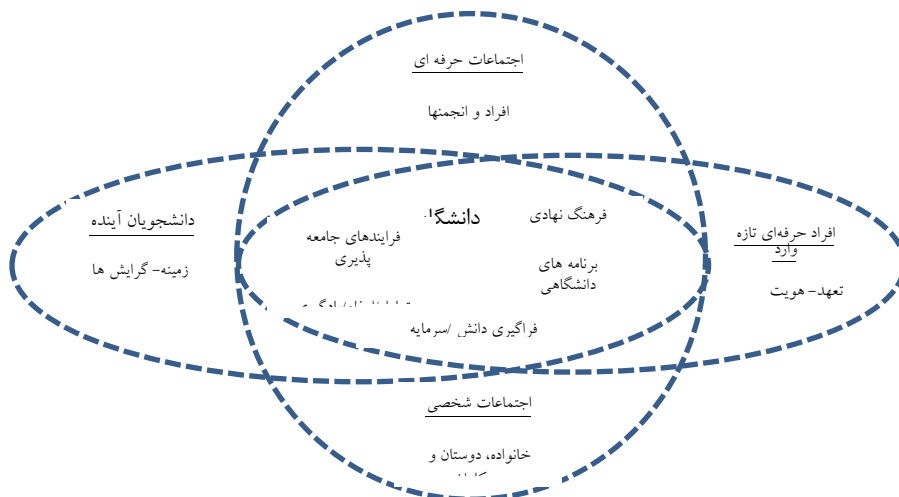 اجتماعات حرفه ای
افراد و انجمنها
دانشجویان آینده
زمینه– گرایش ها
فرایندهای جامعه
پذیری
فرهنگ نهادی
برنامه های
دانشگاهی
فراگیری دانش /سرمایه
افراد حرفه‌ای تازه
وارد
تعهد– هویت
اجتماعات شخصی
خانواده، دوستان و